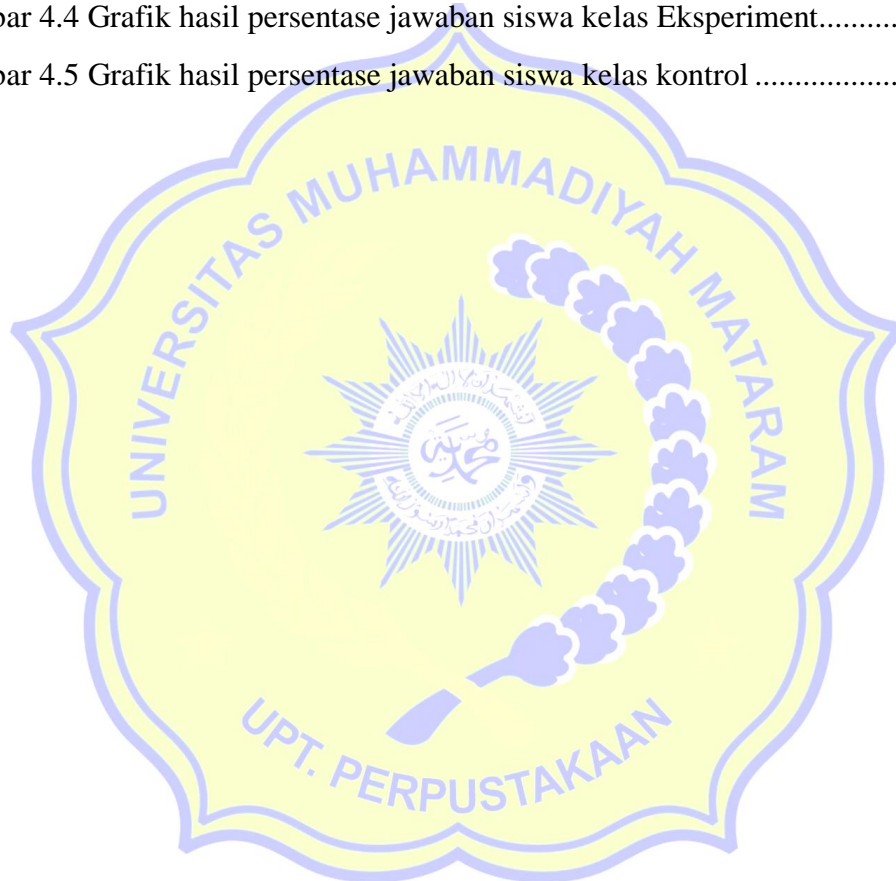 bar 4.4 Grafik hasil persentase jawaban siswa kelas Eksperiment..........
bar 4.5 Grafik hasil persentase jawaban siswa kelas kontrol ..................
UNIVERSITAS MUHAMMADIYAH MATARAM
UPT. PERPUSTAKAAN